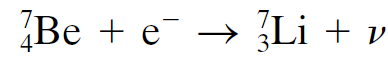 ⁷₄Be + e⁻ → ⁷₃Li + ν